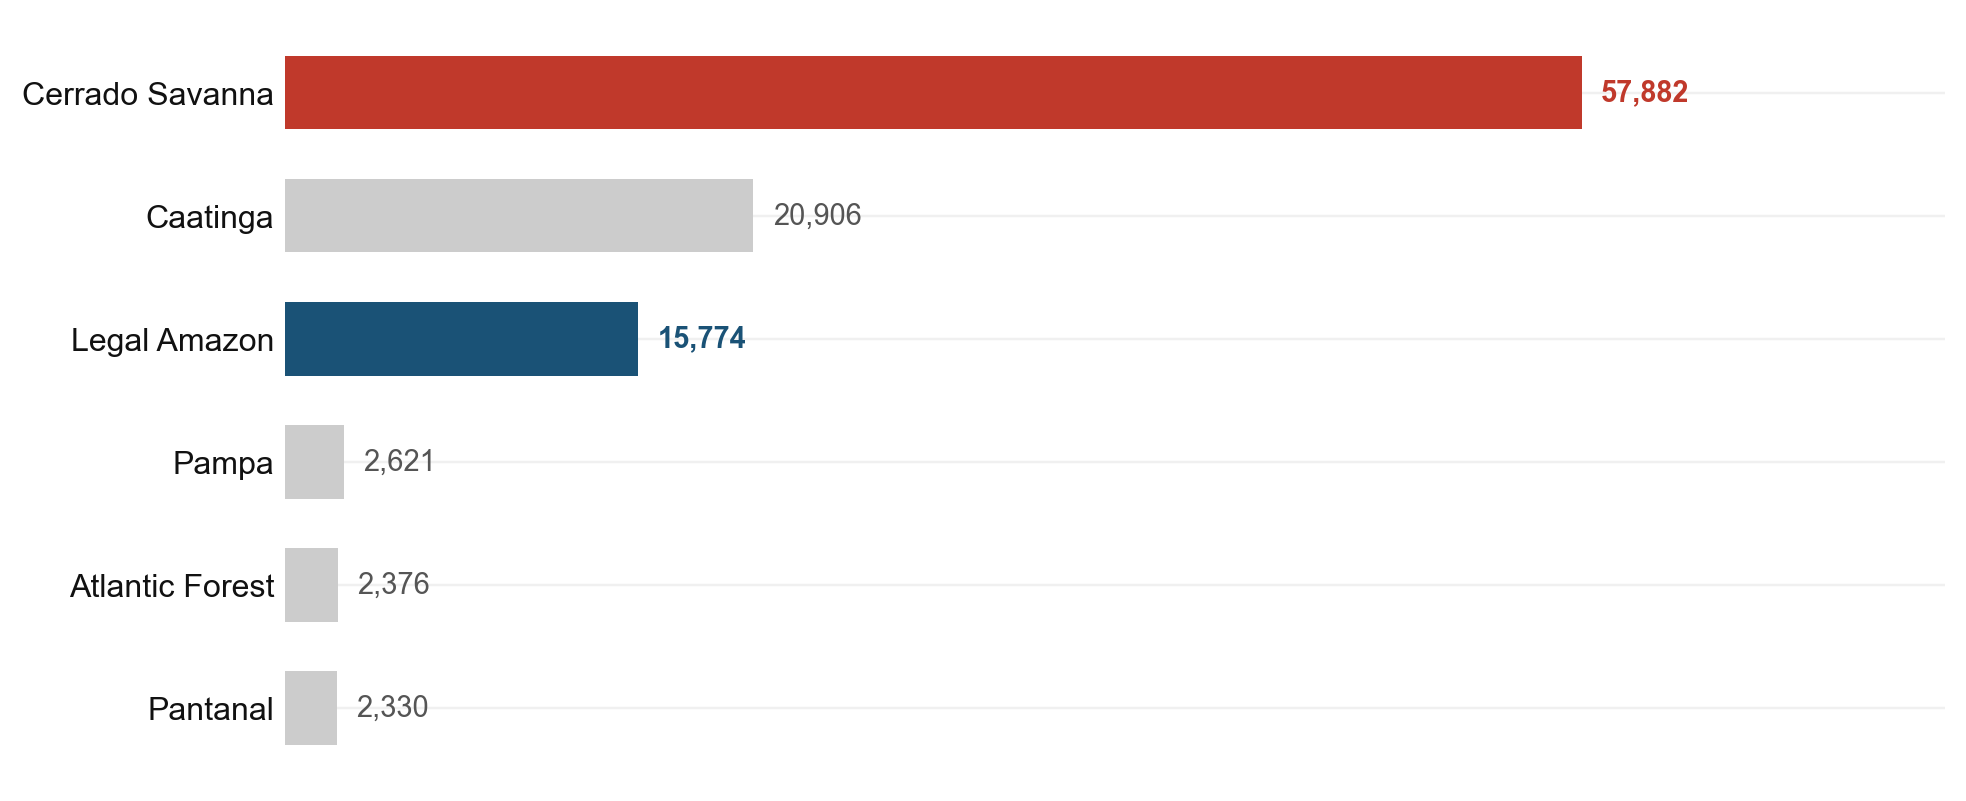 Cerrado Savanna 57,882
Caatinga 20,906
Legal Amazon 15,774
Pampa 2,621
Atlantic Forest 2,376
Pantanal 2,330